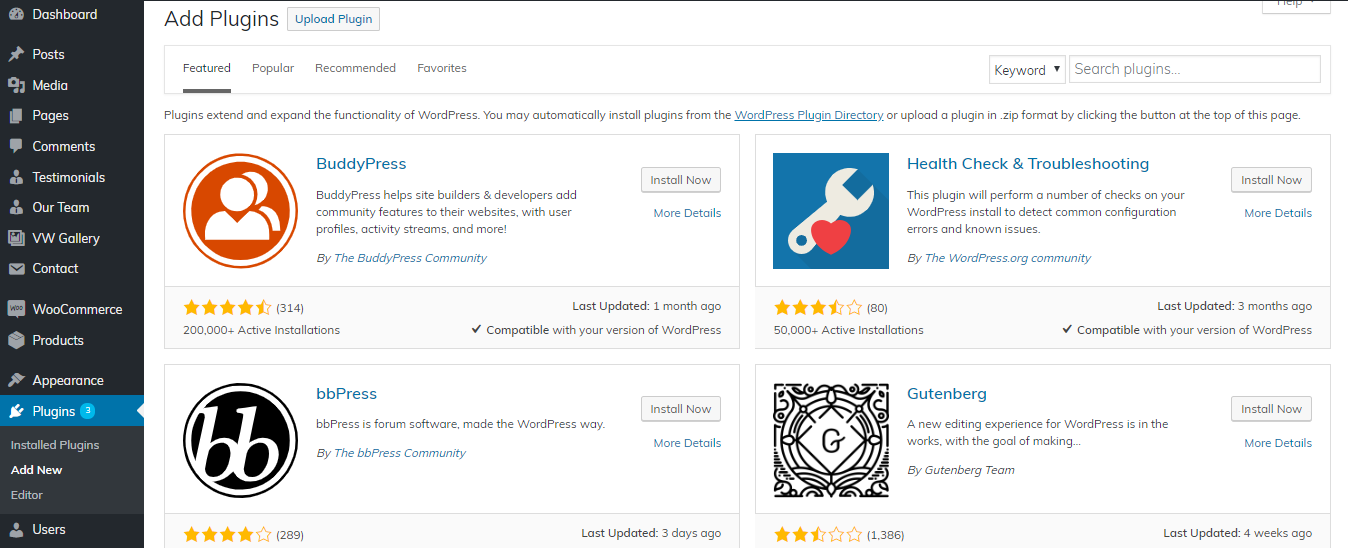 Dashboard
Posts
Media
Pages
Comments
Testimonials
Our Team
VW Gallery
Contact
Woo WooCommerce
Products
Appearance
Plugins 3
Installed Plugins
Add New
Editor
Users
Add Plugins Upload Plugin
Help
Featured Popular Recommended Favorites
Keyword Search plugins...
Plugins extend and expand the functionality of WordPress. You may automatically install plugins from the WordPress Plugin Directory or upload a plugin in .zip format by clicking the button at the top of this page.
BuddyPress
Install Now
BuddyPress helps site builders & developers add
community features to their websites, with user
profiles, activity streams, and more!
More Details
By The BuddyPress Community
(314)
Last Updated: 1 month ago
200,000+ Active Installations
Compatible with your version of WordPress
Health Check & Troubleshooting
Install Now
This plugin will perform a number of checks on your
WordPress install to detect common configuration
errors and known issues.
More Details
By The WordPress.org community
(80)
Last Updated: 3 months ago
50,000+ Active Installations
Compatible with your version of WordPress
bb
bbPress
Install Now
bbPress is forum software, made the WordPress way.
More Details
By The bbPress Community
(289)
Last Updated: 3 days ago
G
Gutenberg
Install Now
A new editing experience for WordPress is in the
works, with the goal of making...
More Details
By Gutenberg Team
(1,386)
Last Updated: 4 weeks ago